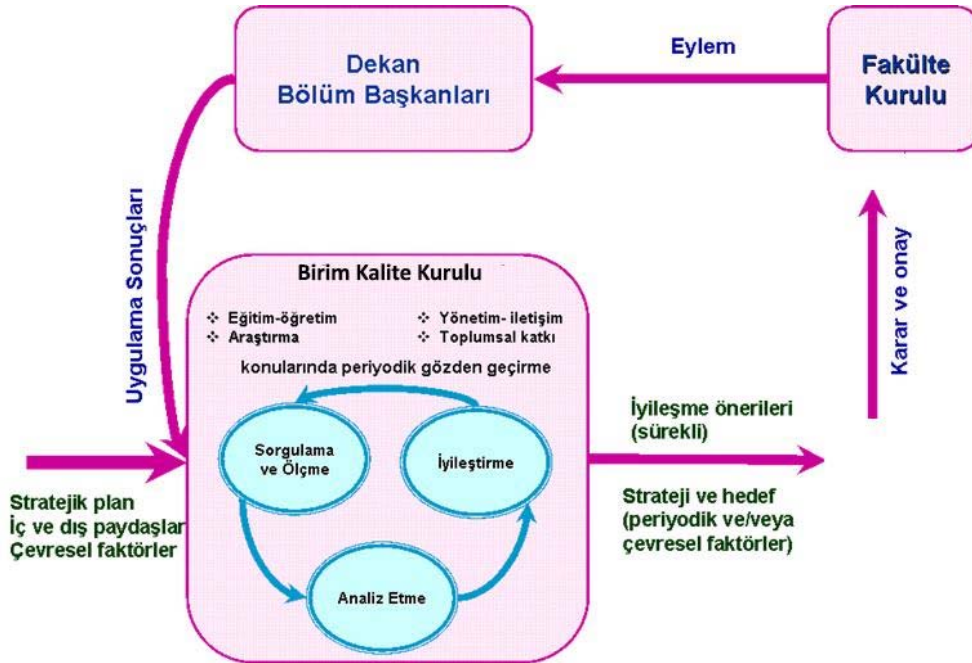 Dekan
Bölüm Başkanları
Eylem
Fakülte
Kurulu
Uygulama Sonuçları
Karar ve onay
Birim Kalite Kurulu
❖ Eğitim-öğretim
❖ Araştırma
❖ Yönetim- iletişim
❖ Toplumsal katkı
konularında periyodik gözden geçirme
Sorgulama
ve Ölçme
İyileştirme
Analiz Etme
Stratejik plan
İç ve dış paydaşlar
Çevresel faktörler
İyileşme önerileri
(sürekli)
Strateji ve hedef
(periyodik ve/veya
çevresel faktörler)